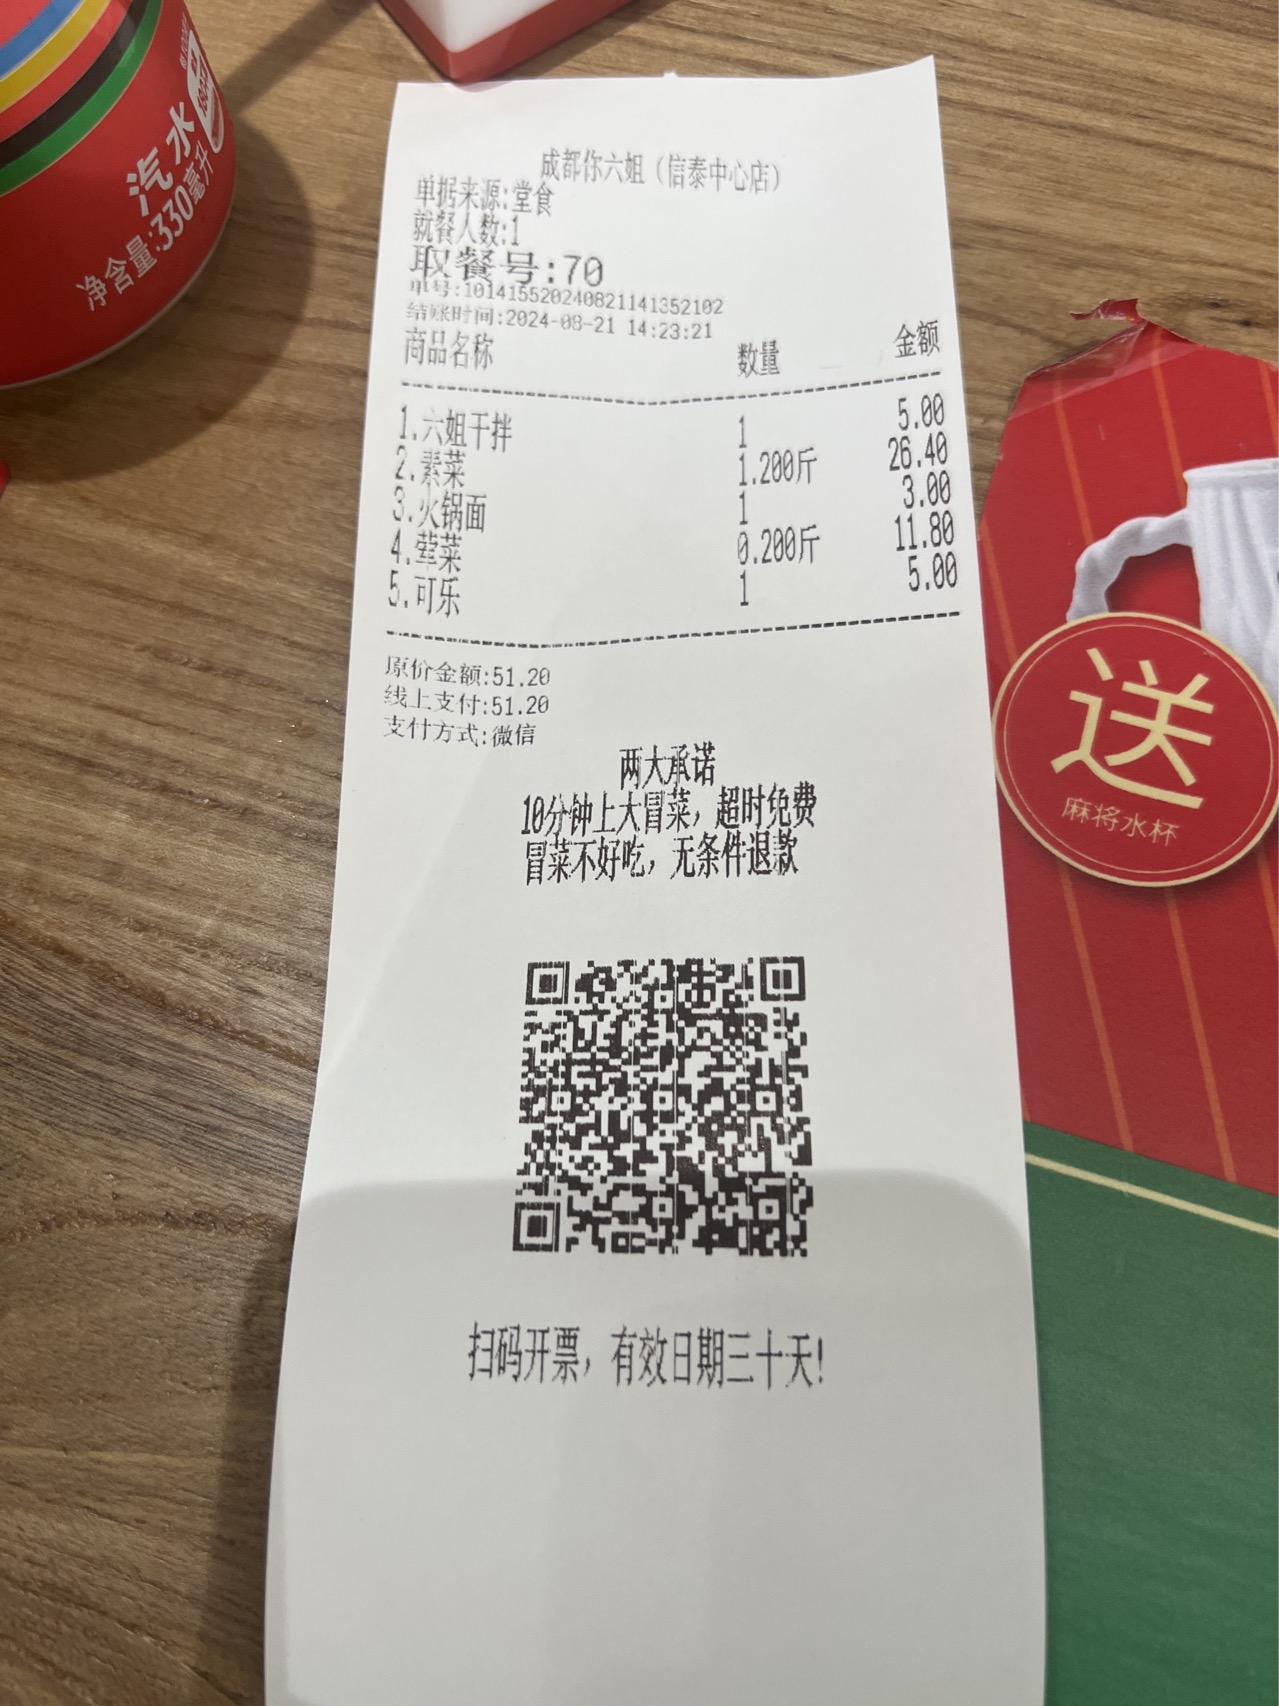 汽水
净含量:330毫升
成都你六姐（信泰中心店）
单据来源:堂食
就餐人数:1
取餐号:70
单号:101415520240821141352102
结账时间:2024-08-21 14:23:21
商品名称 数量 金额
1.六姐干拌 1 5.00
2.素菜 1.200斤 26.40
3.火锅面 1 3.00
4.荤菜 0.200斤 11.80
5.可乐 1 5.00
原价金额:51.20
线上支付:51.20
支付方式:微信
两大承诺
10分钟上大冒菜，超时免费
冒菜不好吃，无条件退款
扫码开票，有效日期三十天!
送
麻将水杯